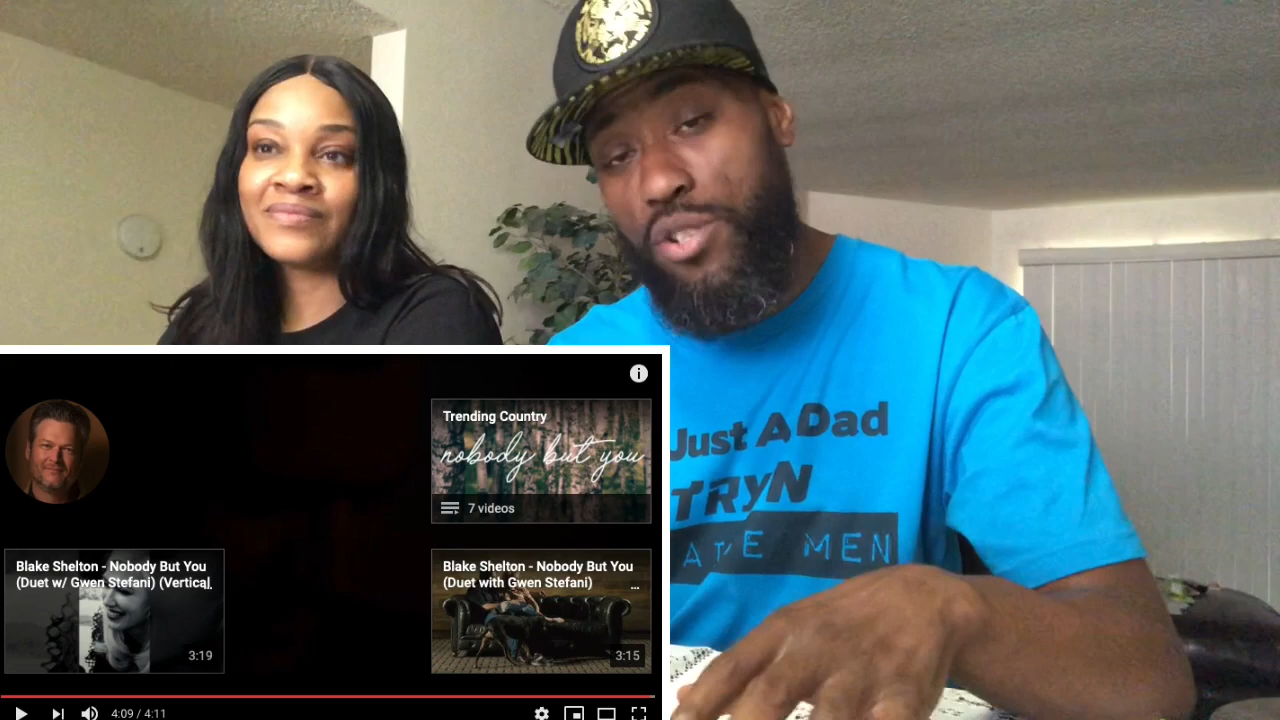 Just A Dad
TRyN
MEN
Trending Country
nobody but you
7 videos
Blake Shelton - Nobody But You
(Duet w/ Gwen Stefani) (Vertical
3:19
Blake Shelton - Nobody But You
(Duet with Gwen Stefani) ...
3:15
4:09 / 4:11